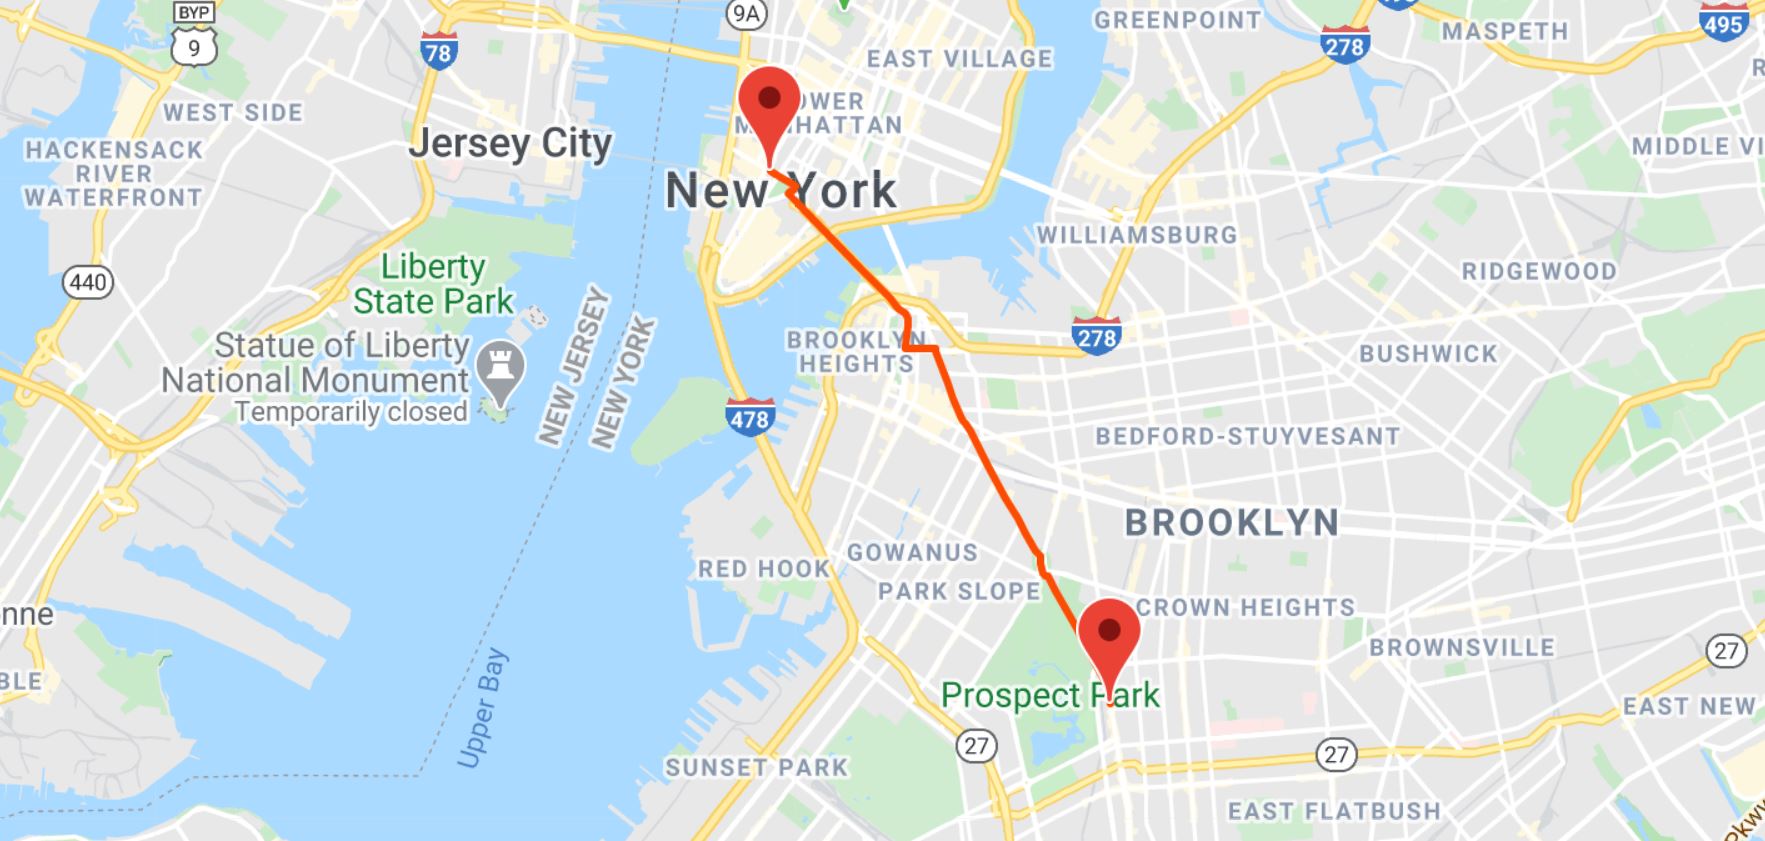 BYP
9
78
9A
EAST VILLAGE
GREENPOINT
278
MASPETH
495
WEST SIDE
HACKENSACK
RIVER
WATERFRONT
Jersey City
MANHATTAN
MIDDLE VI
New York
WILLIAMSBURG
RIDGEWOOD
440
Liberty
State Park
Statue of Liberty
National Monument
Temporarily closed
NEW JERSEY
NEW YORK
BROOKLYN
HEIGHTS
278
BUSHWICK
478
BEDFORD-STUYVESANT
BROOKLYN
GOWANUS
RED HOOK
PARK SLOPE
CROWN HEIGHTS
nne
BROWNSVILLE
27
BLE
Upper Bay
Prospect Park
EAST NEW
27
27
SUNSET PARK
EAST FLATBUSH
Pkwy